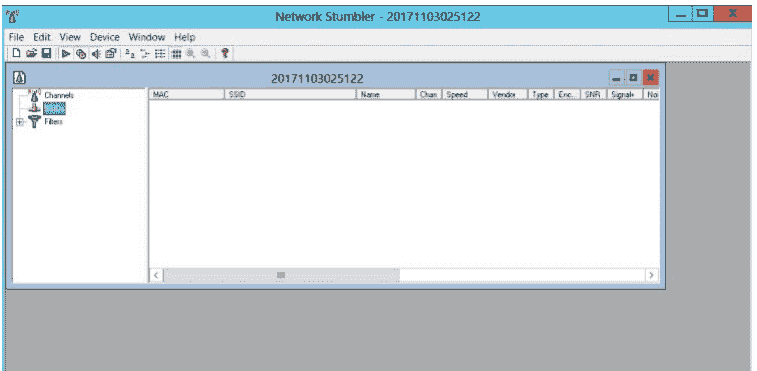 Network Stumbler - 20171103025122
File Edit View Device Window Help
20171103025122
Channels
Filters
MAC SSID Name Chan Speed Vendor Type Enc... SNR Signal+ No